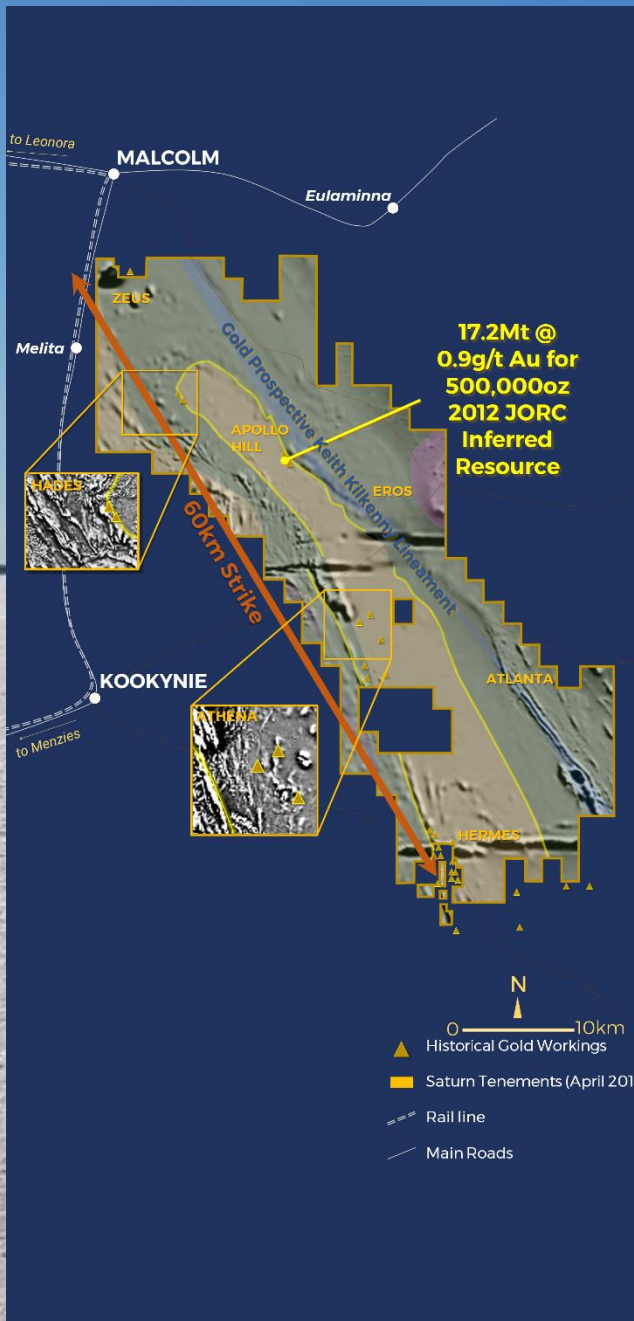 to Leonora
MALCOLM
Eulaminna
ZEUS
Melita
Gold Prospective Keith Kilkenny Lineament
17.2Mt @
0.9g/t Au for
500,000oz
2012 JORC
Inferred
Resource
APOLLO
HILL
EROS
HADES
60km Strike
KOOKYNIE
ATLANTA
to Menzies
ATHENA
HERMES
N
0 10km
Historical Gold Workings
Saturn Tenements (April 201
Rail line
Main Roads